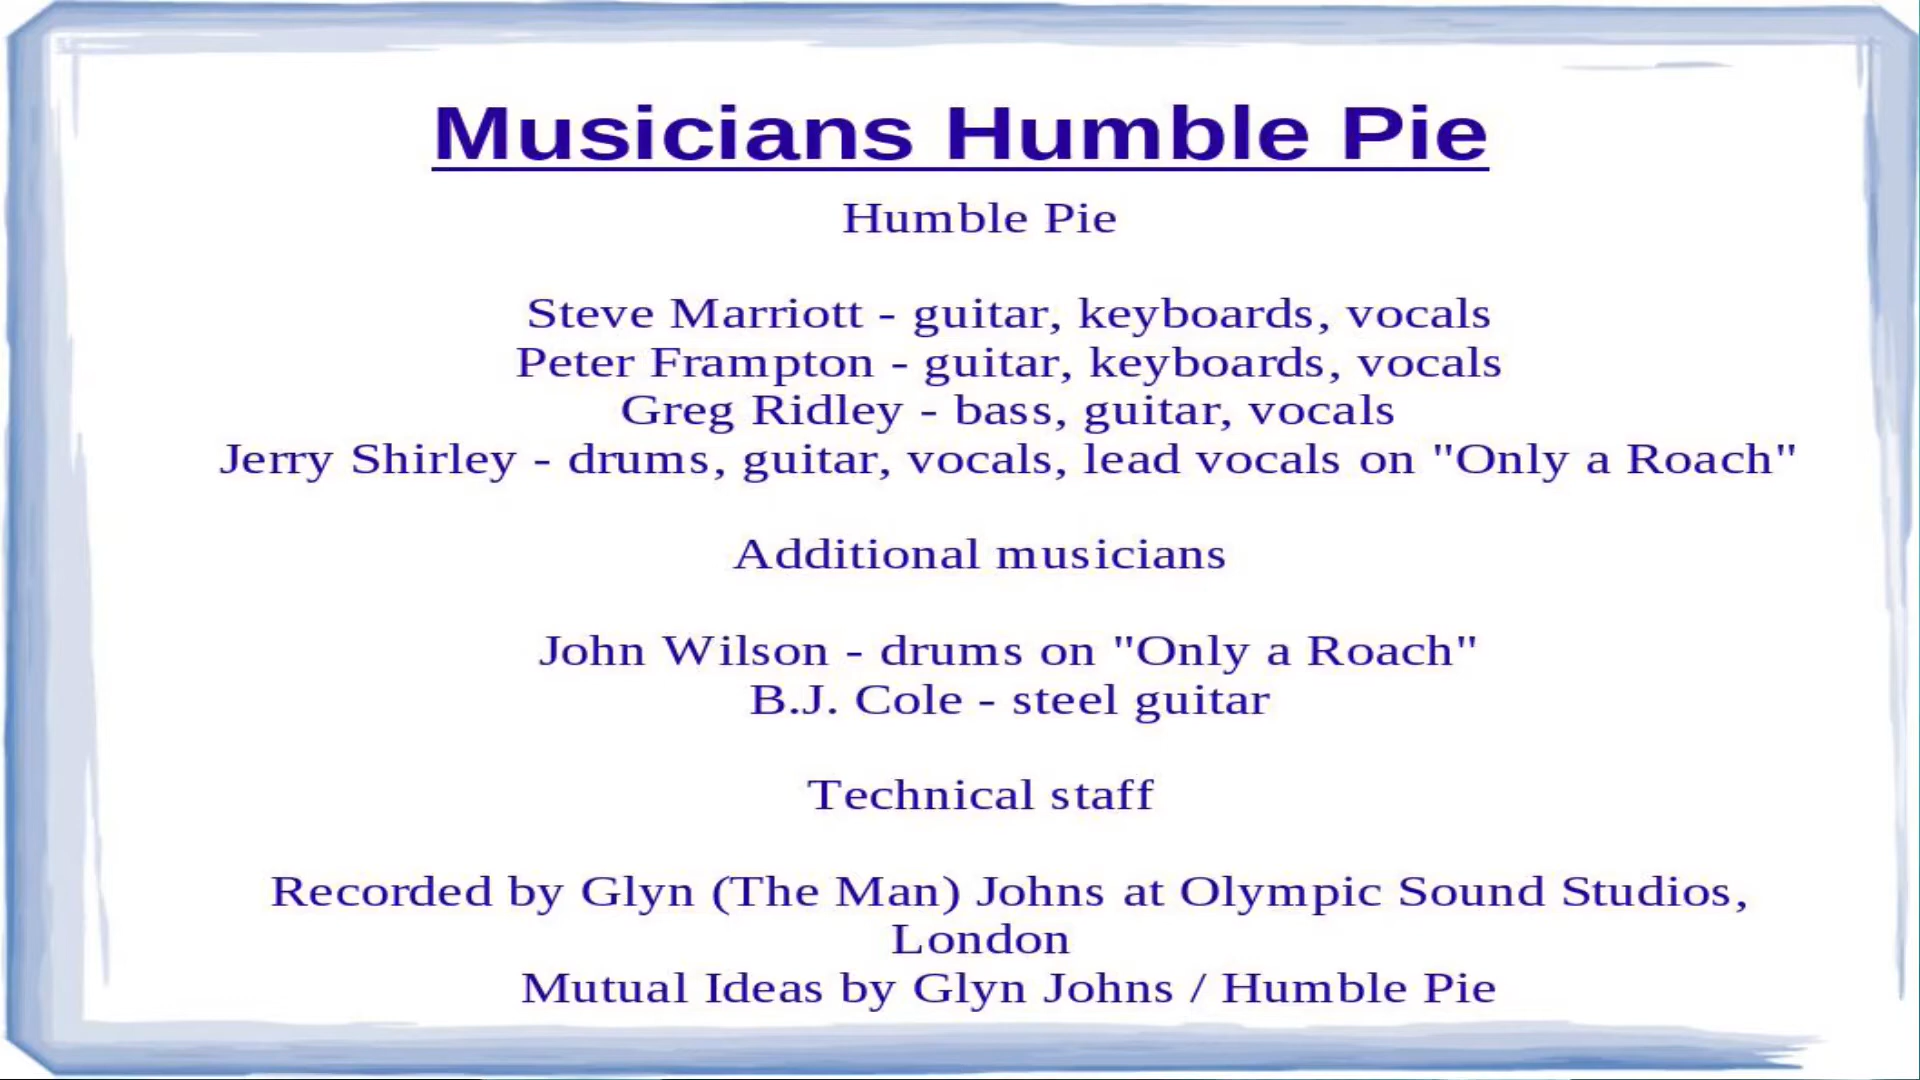 Musicians Humble Pie
Humble Pie
Steve Marriott - guitar, keyboards, vocals
Peter Frampton - guitar, keyboards, vocals
Greg Ridley - bass, guitar, vocals
Jerry Shirley - drums, guitar, vocals, lead vocals on "Only a Roach"
Additional musicians
John Wilson - drums on "Only a Roach"
B.J. Cole - steel guitar
Technical staff
Recorded by Glyn (The Man) Johns at Olympic Sound Studios,
London
Mutual Ideas by Glyn Johns / Humble Pie